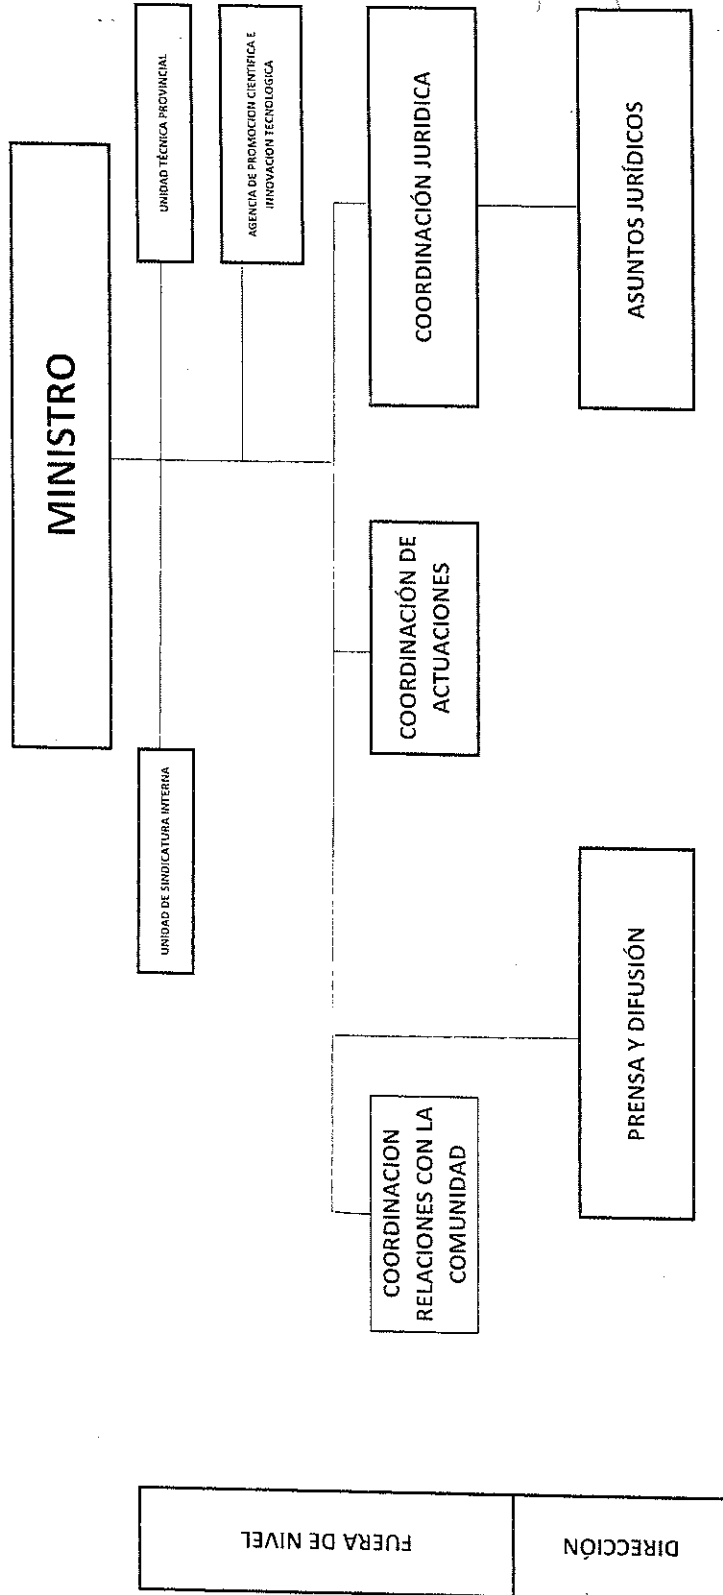 MINISTRO
UNIDAD DE SINDICATURA INTERNA
UNIDAD TÉCNICA PROVINCIAL
AGENCIA DE PROMOCION CIENTIFICA E
INNOVACION TECNOLOGICA
COORDINACION
RELACIONES CON LA
COMUNIDAD
COORDINACIÓN DE
ACTUACIONES
COORDINACIÓN JURIDICA
PRENSA Y DIFUSIÓN
ASUNTOS JURÍDICOS
FUERA DE NIVEL
DIRECCIÓN